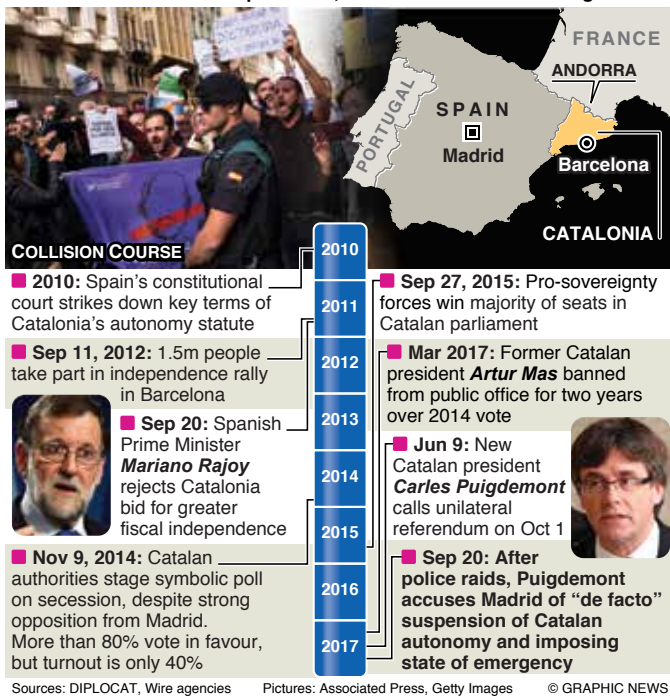 FRANCE
ANDORRA
PORTUGAL
SPAIN
Madrid
Barcelona
CATALONIA
COLLISION COURSE
2010
2011
2012
2013
2014
2015
2016
2017
2010: Spain's constitutional
court strikes down key terms of
Catalonia's autonomy statute
Sep 11, 2012: 1.5m people
take part in independence rally
in Barcelona
Sep 20: Spanish
Prime Minister
Mariano Rajoy
rejects Catalonia
bid for greater
fiscal independence
Nov 9, 2014: Catalan
authorities stage symbolic poll
on secession, despite strong
opposition from Madrid.
More than 80% vote in favour,
but turnout is only 40%
Sep 27, 2015: Pro-sovereignty
forces win majority of seats in
Catalan parliament
Mar 2017: Former Catalan
president Artur Mas banned
from public office for two years
over 2014 vote
Jun 9: New
Catalan president
Carles Puigdemont
calls unilateral
referendum on Oct 1
Sep 20: After
police raids, Puigdemont
accuses Madrid of “de facto”
suspension of Catalan
autonomy and imposing
state of emergency
Sources: DIPLOCAT, Wire agencies
Pictures: Associated Press, Getty Images
© GRAPHIC NEWS